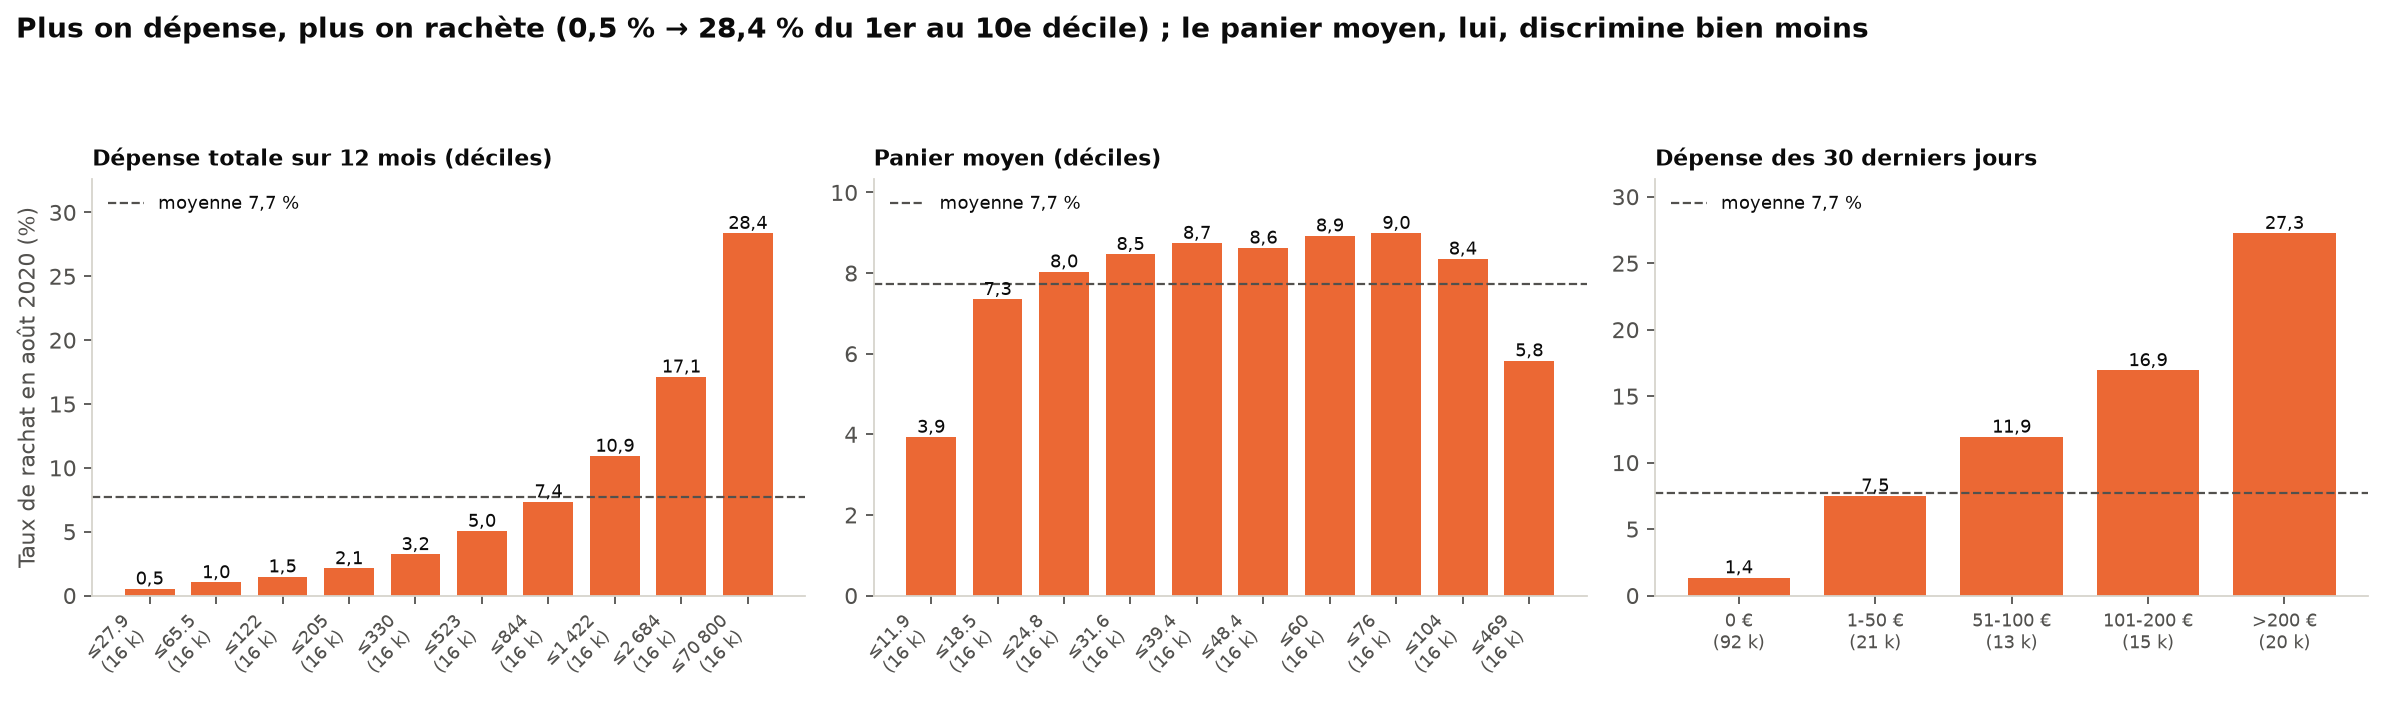 Plus on dépense, plus on rachète (0,5 % → 28,4 % du 1er au 10e décile) ; le panier moyen, lui, discrimine bien moins
Dépense totale sur 12 mois (déciles)
moyenne 7,7 %
Taux de rachat en août 2020 (%)
30
25
20
15
10
5
0
0,5
1,0
1,5
2,1
3,2
5,0
7,4
10,9
17,1
28,4
≤27.9
(16 k)
≤65.5
(16 k)
≤122
(16 k)
≤205
(16 k)
≤330
(16 k)
≤523
(16 k)
≤844
(16 k)
≤1 422
(16 k)
≤2 684
(16 k)
≤70 800
(16 k)
Panier moyen (déciles)
moyenne 7,7 %
10
8
6
4
2
0
3,9
7,3
8,0
8,5
8,7
8,6
8,9
9,0
8,4
5,8
≤11.9
(16 k)
≤18.5
(16 k)
≤24.8
(16 k)
≤31.6
(16 k)
≤39.4
(16 k)
≤48.4
(16 k)
≤60
(16 k)
≤76
(16 k)
≤104
(16 k)
≤469
(16 k)
Dépense des 30 derniers jours
moyenne 7,7 %
30
25
20
15
10
5
0
1,4
7,5
11,9
16,9
27,3
0 €
(92 k)
1-50 €
(21 k)
51-100 €
(13 k)
101-200 €
(15 k)
>200 €
(20 k)